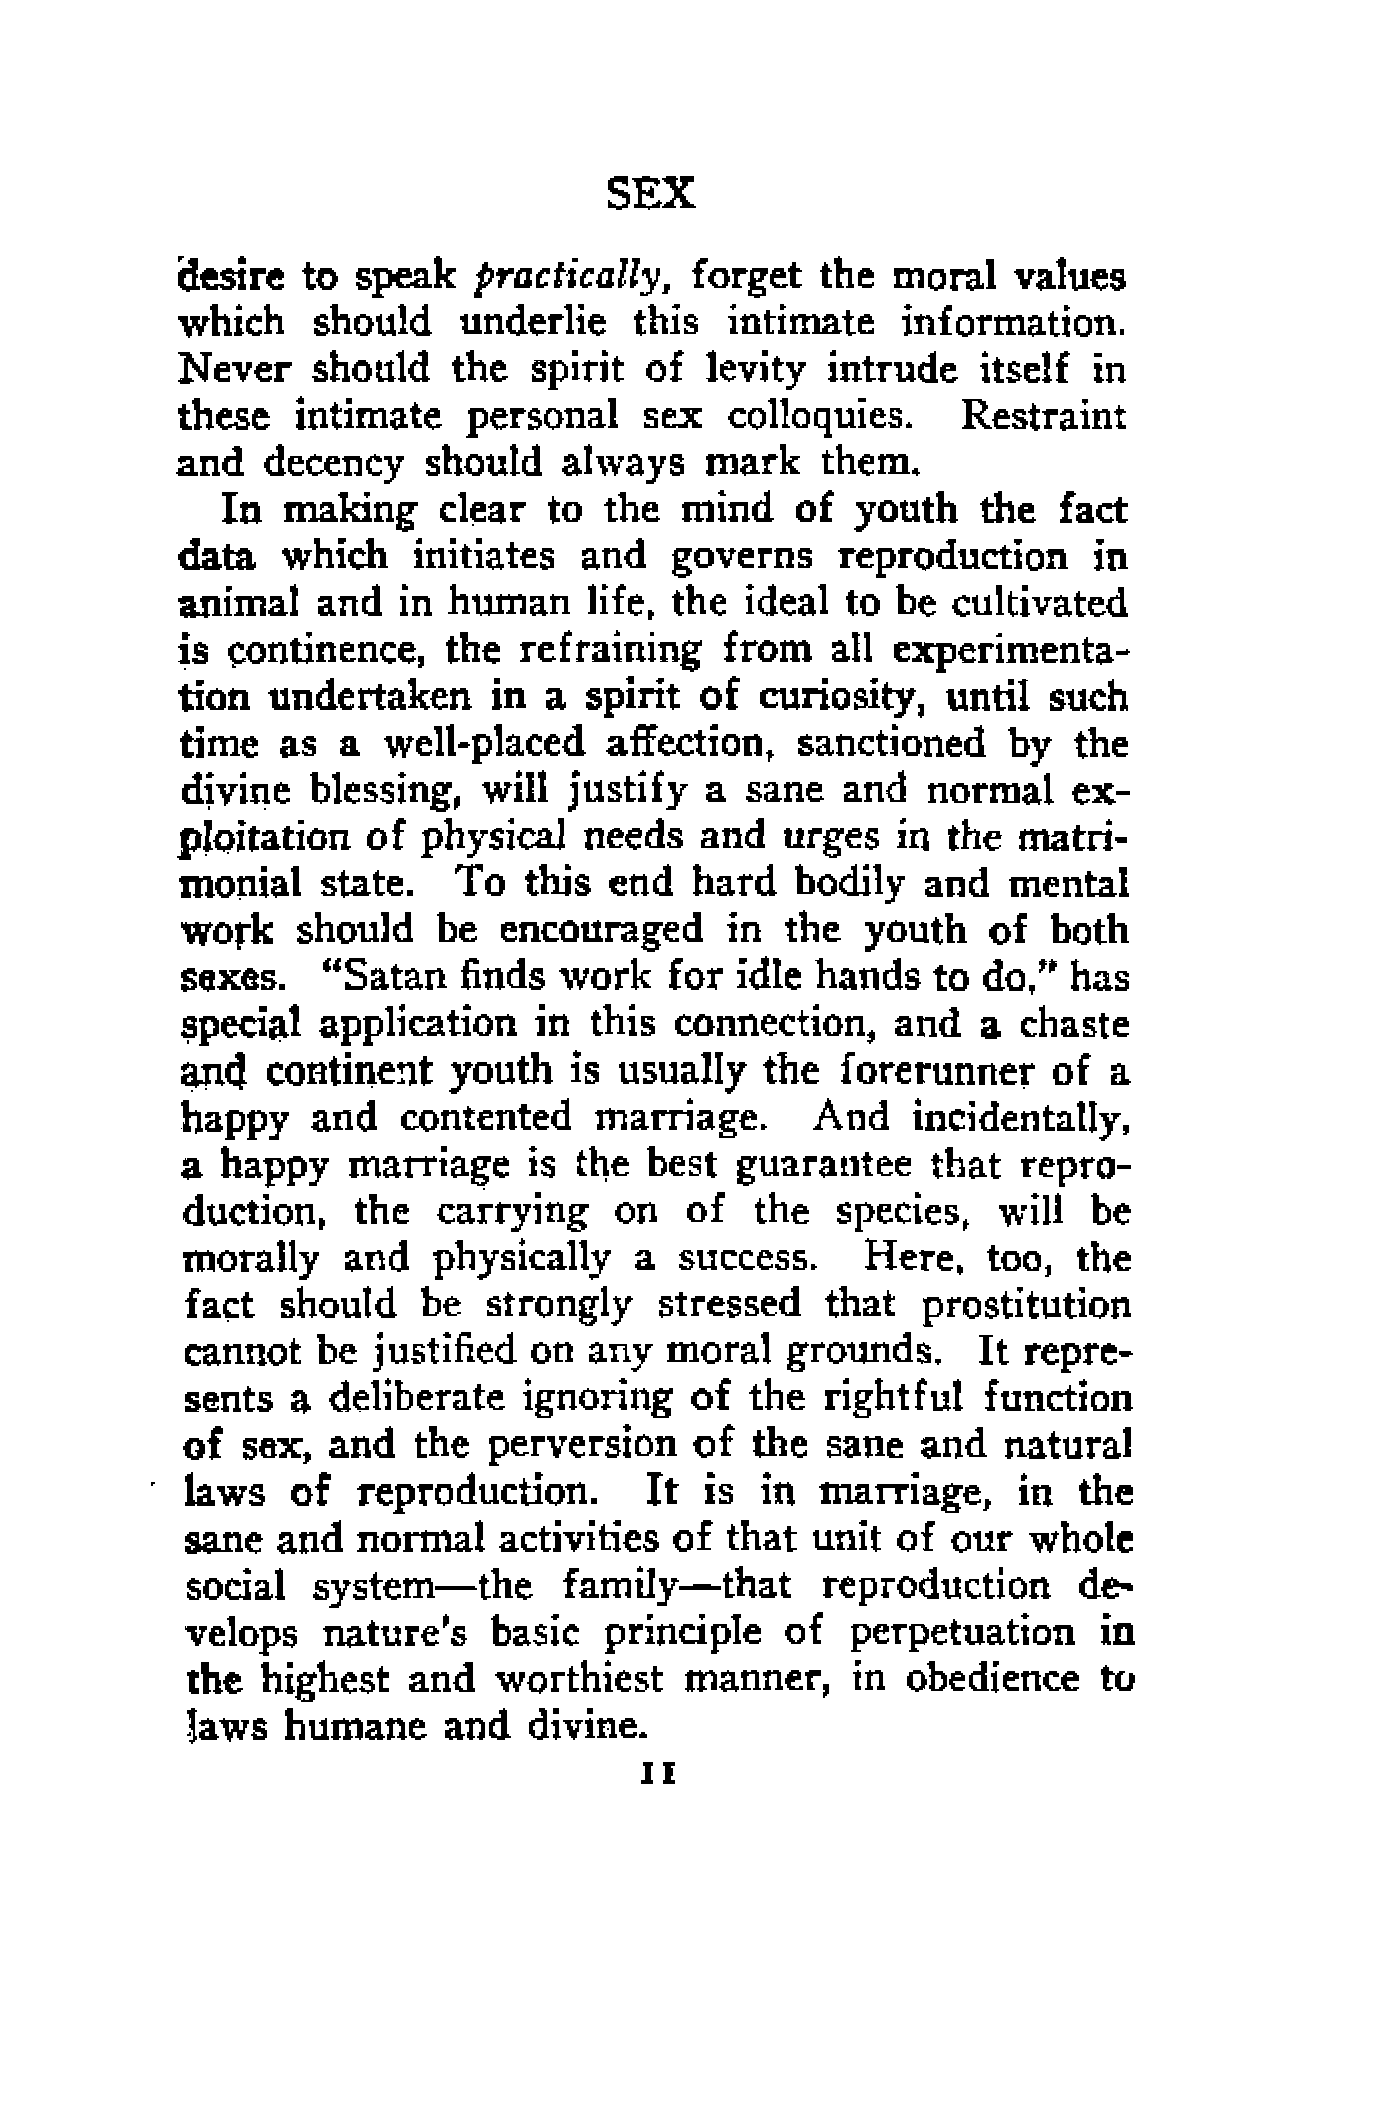 SEX
desire to speak practically, forget the moral values
which should underlie this intimate information.
Never should the spirit of levity intrude itself in
these intimate personal sex colloquies. Restraint
and decency should always mark them.
In making clear to the mind of youth the fact
data which initiates and governs reproduction in
animal and in human life, the ideal to be cultivated
is continence, the refraining from all experimenta-
tion undertaken in a spirit of curiosity, until such
time as a well-placed affection, sanctioned by the
divine blessing, will justify a sane and normal ex-
ploitation of physical needs and urges in the matri-
monial state. To this end hard bodily and mental
work should be encouraged in the youth of both
sexes. “Satan finds work for idle hands to do,” has
special application in this connection, and a chaste
and continent youth is usually the forerunner of a
happy and contented marriage. And incidentally,
a happy marriage is the best guarantee that repro-
duction, the carrying on of the species, will be
morally and physically a success. Here, too, the
fact should be strongly stressed that prostitution
cannot be justified on any moral grounds. It repre-
sents a deliberate ignoring of the rightful function
of sex, and the perversion of the sane and natural
laws of reproduction. It is in marriage, in the
sane and normal activities of that unit of our whole
social system—the family—that reproduction de-
velops nature's basic principle of perpetuation in
the highest and worthiest manner, in obedience to
laws humane and divine.
11